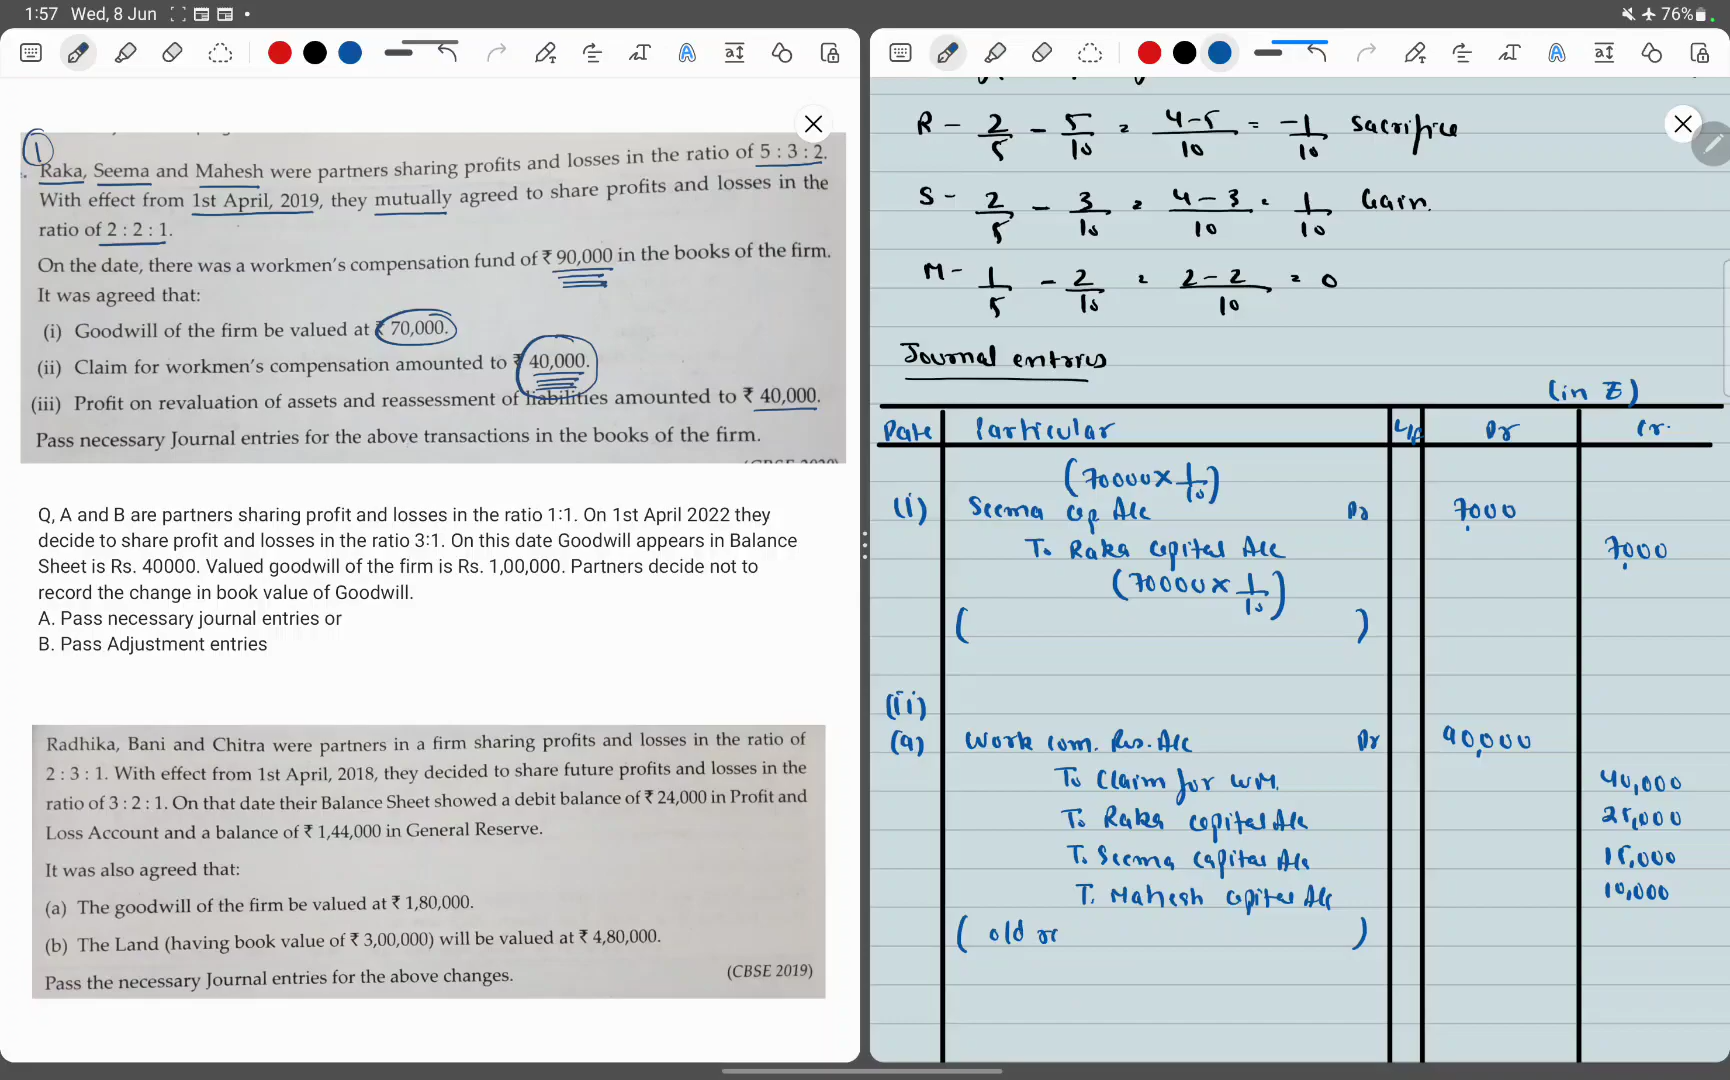 1:57 Wed, 8 Jun
76%
1
Raka, Seema and Mahesh were partners sharing profits and losses in the ratio of 5 : 3 : 2.
With effect from 1st April, 2019, they mutually agreed to share profits and losses in the
ratio of 2 : 2 : 1.
On the date, there was a workmen's compensation fund of ₹ 90,000 in the books of the firm.
It was agreed that:
(i) Goodwill of the firm be valued at ₹ 70,000.
(ii) Claim for workmen's compensation amounted to ₹ 40,000.
(iii) Profit on revaluation of assets and reassessment of liabilities amounted to ₹ 40,000.
Pass necessary Journal entries for the above transactions in the books of the firm.
Q, A and B are partners sharing profit and losses in the ratio 1:1. On 1st April 2022 they
decide to share profit and losses in the ratio 3:1. On this date Goodwill appears in Balance
Sheet is Rs. 40000. Valued goodwill of the firm is Rs. 1,00,000. Partners decide not to
record the change in book value of Goodwill.
A. Pass necessary journal entries or
B. Pass Adjustment entries
Radhika, Bani and Chitra were partners in a firm sharing profits and losses in the ratio of
2 : 3 : 1. With effect from 1st April, 2018, they decided to share future profits and losses in the
ratio of 3 : 2 : 1. On that date their Balance Sheet showed a debit balance of ₹ 24,000 in Profit and
Loss Account and a balance of ₹ 1,44,000 in General Reserve.
It was also agreed that:
(a) The goodwill of the firm be valued at ₹ 1,80,000.
(b) The Land (having book value of ₹ 3,00,000) will be valued at ₹ 4,80,000.
Pass the necessary Journal entries for the above changes. (CBSE 2019)
R - 2/5 - 5/10 = 4-5/10 = -1/10 Sacrifice
S - 2/5 - 3/10 = 4-3/10 = 1/10 Gain.
M - 1/5 - 2/10 = 2-2/10 = 0
Journal entries
(in ₹)
Date Particular L/F Dr Cr.
(70000 x 1/10)
(i) Seema cap A/c Dr 7000
To Raka capital A/c 7000
(70000 x 1/10)
( )
(ii)
(a) Work com. Res. A/c Dr 90,000
To Claim for WM. 40,000
To Raka capital A/c 25,000
To Seema capital A/c 15,000
To Mahesh capital A/c 10,000
( old or )